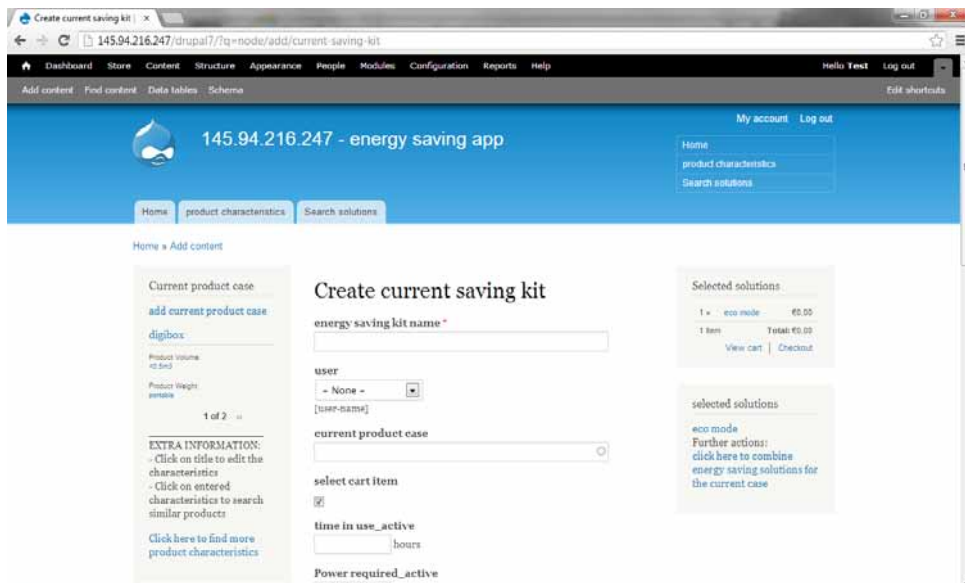 Create current saving kit |
145.94.216.247/drupal7/?q=node/add/current-saving-kit
Dashboard Store Content Structure Appearance People Modules Configuration Reports Help Hello Test Log out
Add content Find content Data tables Schema Edit shortcuts
My account Log out
145.94.216.247 - energy saving app
Home
product characteristics
Search solutions
Home product characteristics Search solutions
Home » Add content
Current product case
add current product case
digibox
Product Volume
<0.5m3
Product Weight
portable
1 of 2 ››
EXTRA INFORMATION:
- Click on title to edit the
characteristics
- Click on entered
characteristics to search
similar products
Click here to find more
product characteristics
Create current saving kit
energy saving kit name *
user
- None -
[user-name]
current product case
select cart item
time in use_active
hours
Power required_active
Selected solutions
1 × eco mode €0.00
1 item Total: €0.00
View cart | Checkout
selected solutions
eco mode
Further actions:
click here to combine
energy saving solutions for
the current case